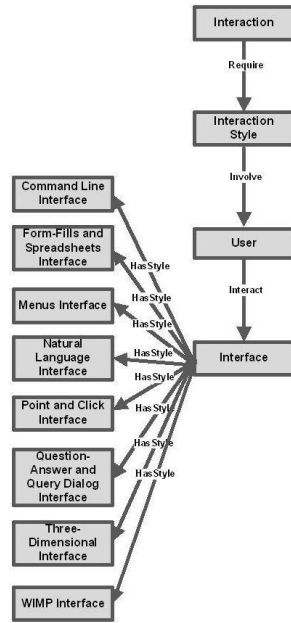 Interaction
Require
Interaction
Style
Involve
User
Interact
Interface
Command Line
Interface
Form-Fills and
Spreadsheets
Interface
Menus Interface
Natural
Language
Interface
Point and Click
Interface
Question-
Answer and
Query Dialog
Interface
Three-
Dimensional
Interface
WIMP Interface
HasStyle
HasStyle
HasStyle
HasStyle
HasStyle
HasStyle
HasStyle
HasStyle